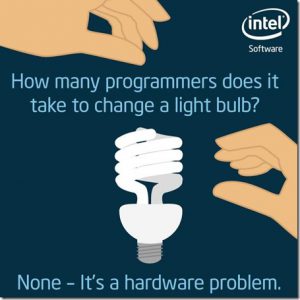 intel
Software
How many programmers does it
take to change a light bulb?
None – It's a hardware problem.